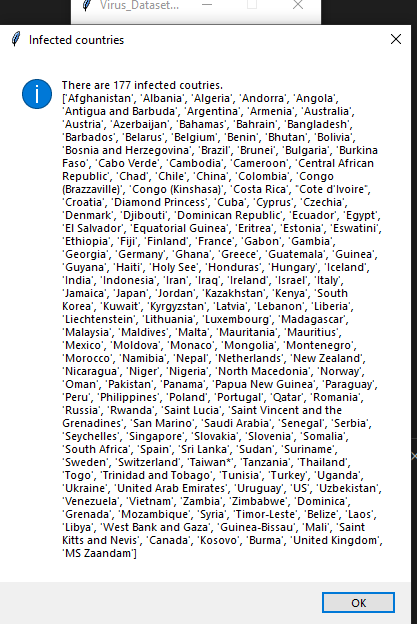 Virus_Dataset...
Infected countries
There are 177 infected coutries.
['Afghanistan', 'Albania', 'Algeria', 'Andorra', 'Angola',
'Antigua and Barbuda', 'Argentina', 'Armenia', 'Australia',
'Austria', 'Azerbaijan', 'Bahamas', 'Bahrain', 'Bangladesh',
'Barbados', 'Belarus', 'Belgium', 'Benin', 'Bhutan', 'Bolivia',
'Bosnia and Herzegovina', 'Brazil', 'Brunei', 'Bulgaria', 'Burkina
Faso', 'Cabo Verde', 'Cambodia', 'Cameroon', 'Central African
Republic', 'Chad', 'Chile', 'China', 'Colombia', 'Congo
(Brazzaville)', 'Congo (Kinshasa)', 'Costa Rica', "Cote d'Ivoire",
'Croatia', 'Diamond Princess', 'Cuba', 'Cyprus', 'Czechia',
'Denmark', 'Djibouti', 'Dominican Republic', 'Ecuador', 'Egypt',
'El Salvador', 'Equatorial Guinea', 'Eritrea', 'Estonia', 'Eswatini',
'Ethiopia', 'Fiji', 'Finland', 'France', 'Gabon', 'Gambia',
'Georgia', 'Germany', 'Ghana', 'Greece', 'Guatemala', 'Guinea',
'Guyana', 'Haiti', 'Holy See', 'Honduras', 'Hungary', 'Iceland',
'India', 'Indonesia', 'Iran', 'Iraq', 'Ireland', 'Israel', 'Italy',
'Jamaica', 'Japan', 'Jordan', 'Kazakhstan', 'Kenya', 'South
Korea', 'Kuwait', 'Kyrgyzstan', 'Latvia', 'Lebanon', 'Liberia',
'Liechtenstein', 'Lithuania', 'Luxembourg', 'Madagascar',
'Malaysia', 'Maldives', 'Malta', 'Mauritania', 'Mauritius',
'Mexico', 'Moldova', 'Monaco', 'Mongolia', 'Montenegro',
'Morocco', 'Namibia', 'Nepal', 'Netherlands', 'New Zealand',
'Nicaragua', 'Niger', 'Nigeria', 'North Macedonia', 'Norway',
'Oman', 'Pakistan', 'Panama', 'Papua New Guinea', 'Paraguay',
'Peru', 'Philippines', 'Poland', 'Portugal', 'Qatar', 'Romania',
'Russia', 'Rwanda', 'Saint Lucia', 'Saint Vincent and the
Grenadines', 'San Marino', 'Saudi Arabia', 'Senegal', 'Serbia',
'Seychelles', 'Singapore', 'Slovakia', 'Slovenia', 'Somalia',
'South Africa', 'Spain', 'Sri Lanka', 'Sudan', 'Suriname',
'Sweden', 'Switzerland', 'Taiwan*', 'Tanzania', 'Thailand',
'Togo', 'Trinidad and Tobago', 'Tunisia', 'Turkey', 'Uganda',
'Ukraine', 'United Arab Emirates', 'Uruguay', 'US', 'Uzbekistan',
'Venezuela', 'Vietnam', 'Zambia', 'Zimbabwe', 'Dominica',
'Grenada', 'Mozambique', 'Syria', 'Timor-Leste', 'Belize', 'Laos',
'Libya', 'West Bank and Gaza', 'Guinea-Bissau', 'Mali', 'Saint
Kitts and Nevis', 'Canada', 'Kosovo', 'Burma', 'United Kingdom',
'MS Zaandam']
OK